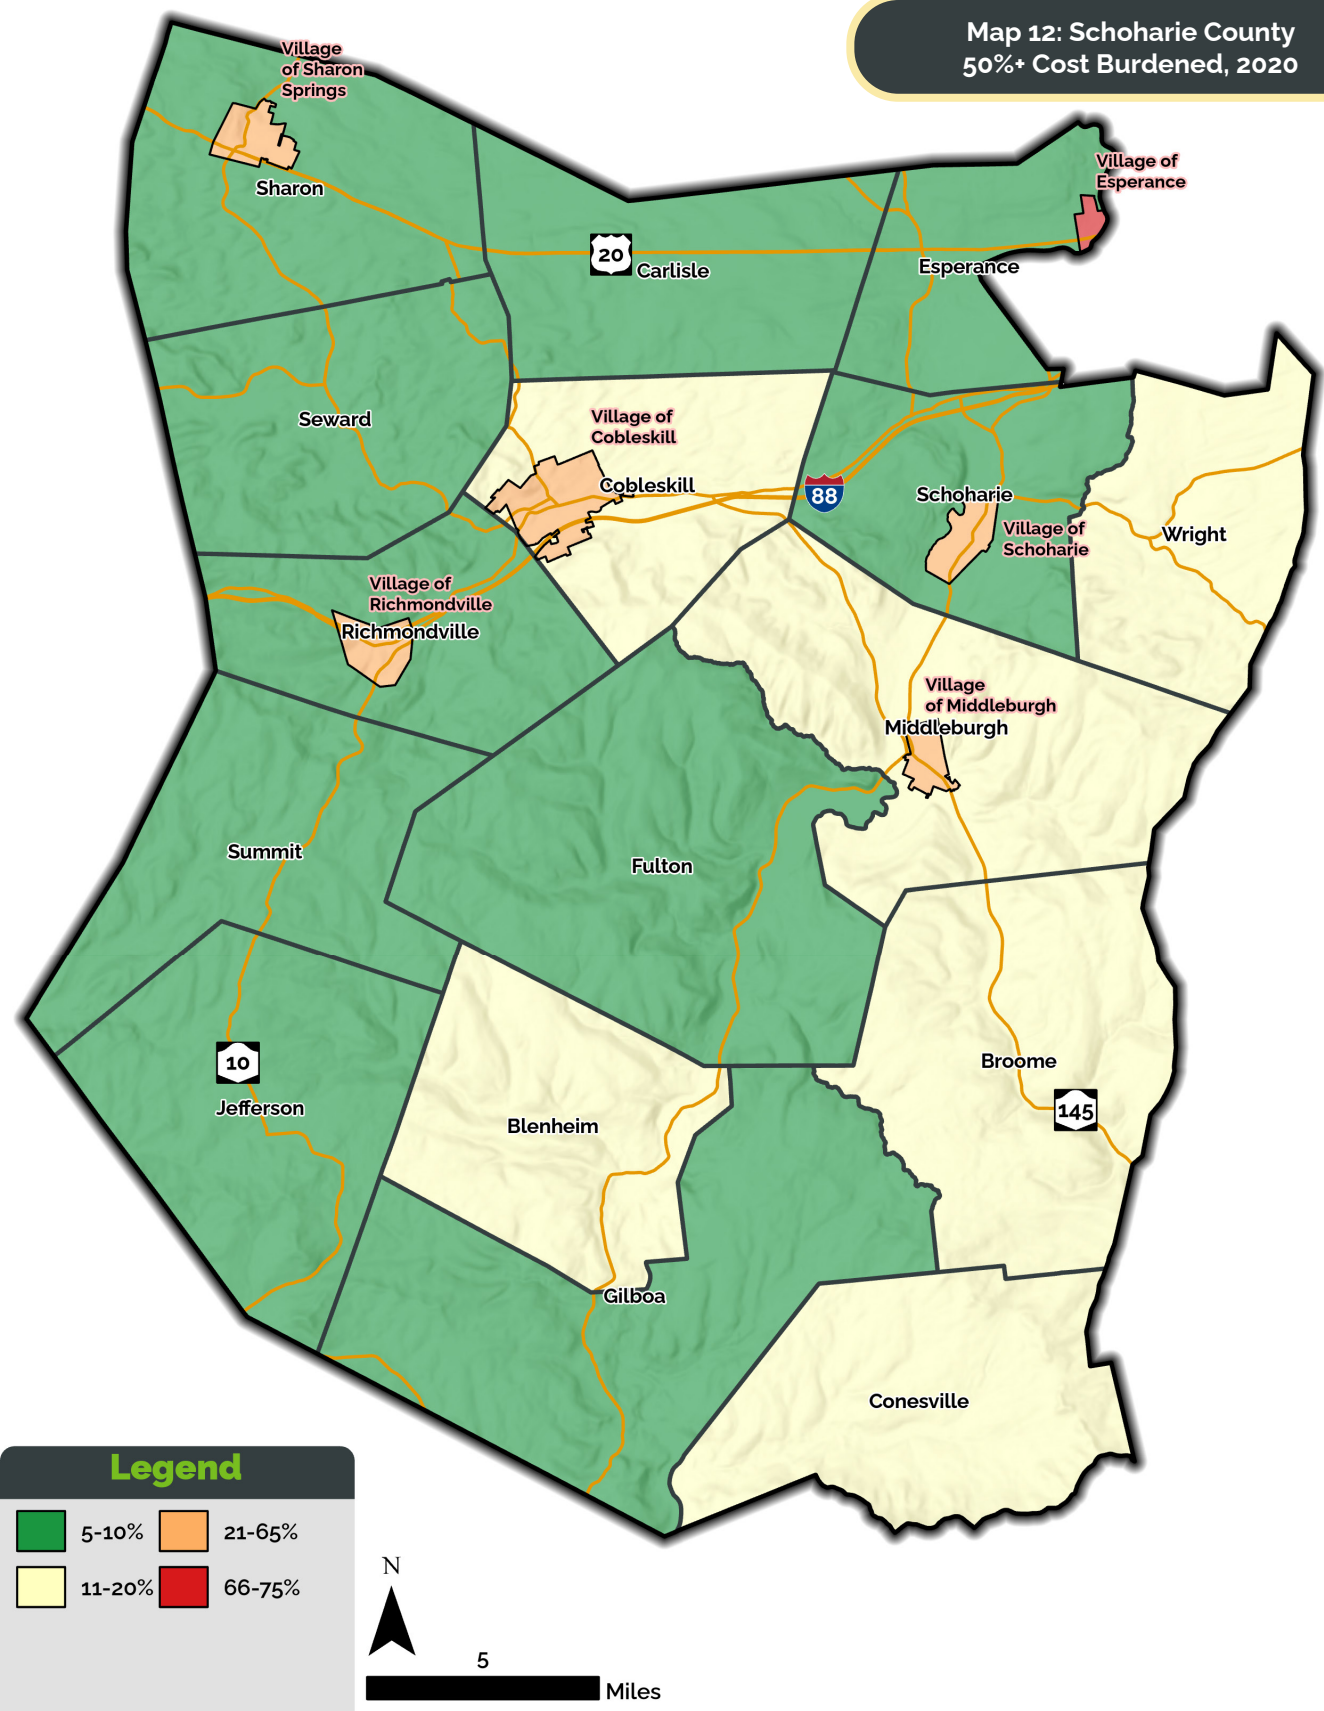 Map 12: Schoharie County
50%+ Cost Burdened, 2020
Village
of Sharon
Springs
Sharon
Village of
Esperance
20
Carlisle
Esperance
Seward
Village of
Cobleskill
Cobleskill
88
Schoharie
Village of
Schoharie
Wright
Village of
Richmondville
Richmondville
Village
of Middleburgh
Middleburgh
Summit
Fulton
10
Jefferson
Broome
145
Blenheim
Gilboa
Conesville
Legend
5-10%
21-65%
11-20%
66-75%
N
5
Miles